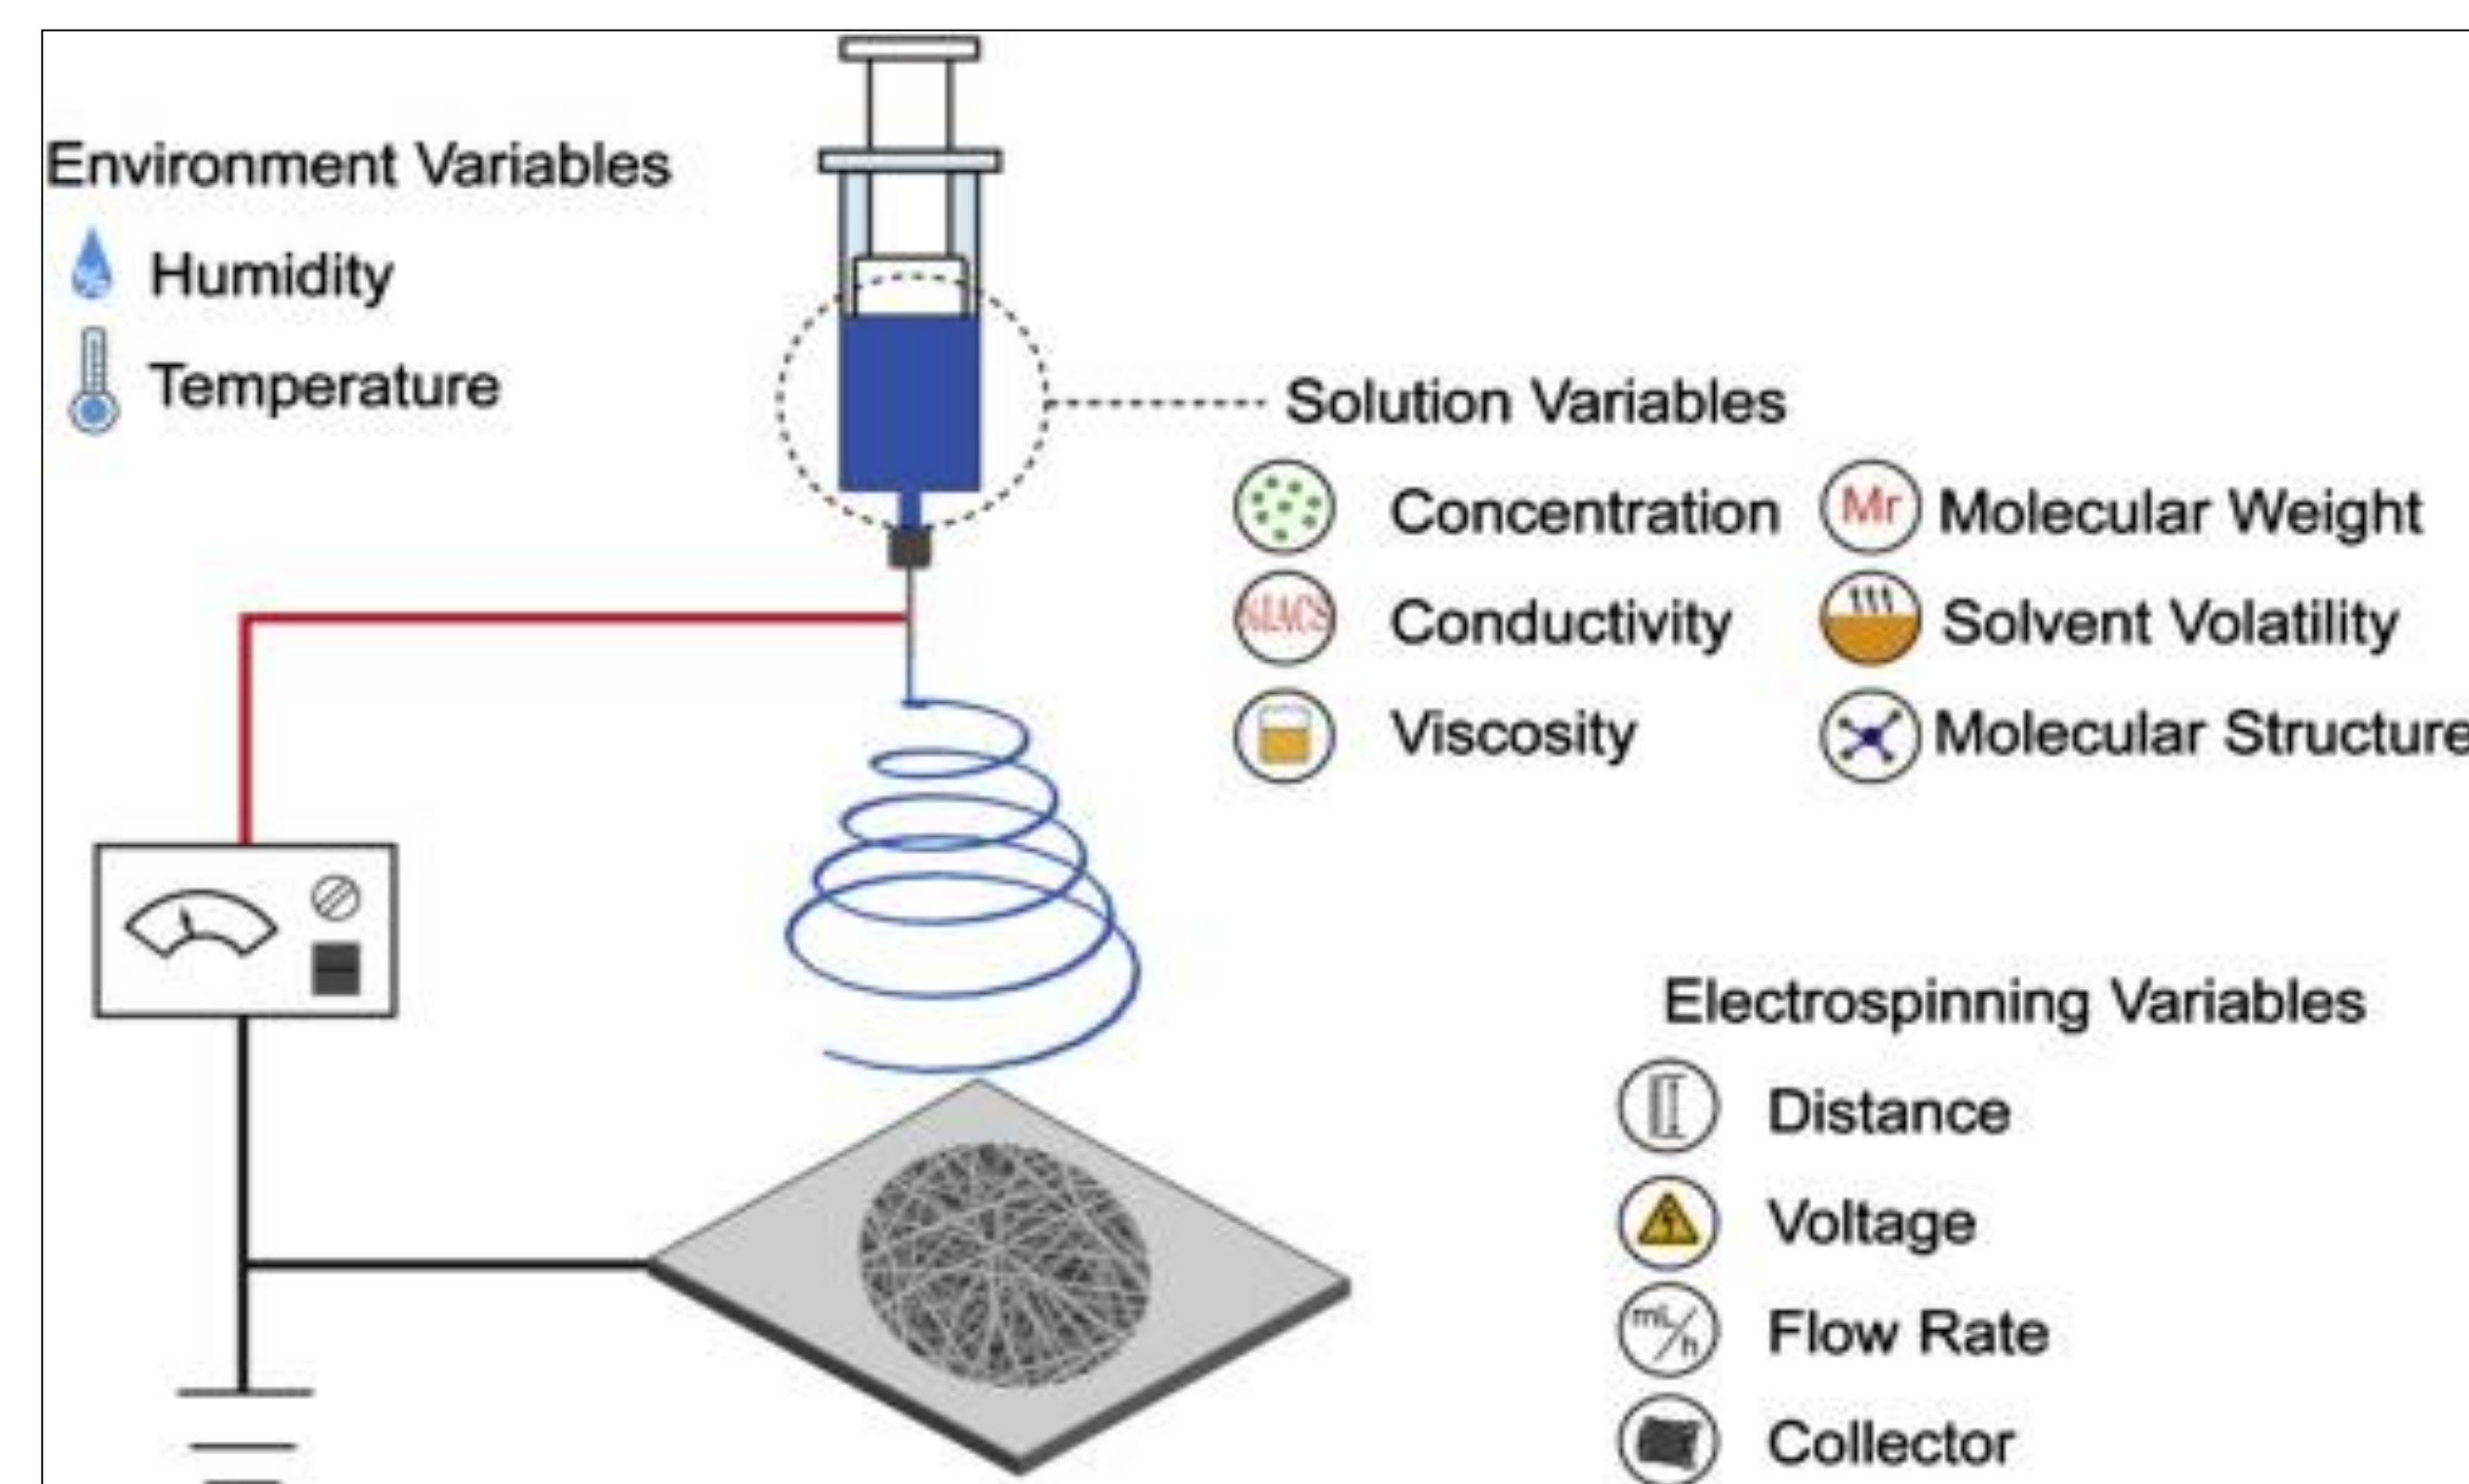 Environment Variables
Humidity
Temperature
Solution Variables
Concentration
Mr Molecular Weight
Conductivity
Solvent Volatility
Viscosity
Molecular Structure
Electrospinning Variables
Distance
Voltage
mL/h Flow Rate
Collector